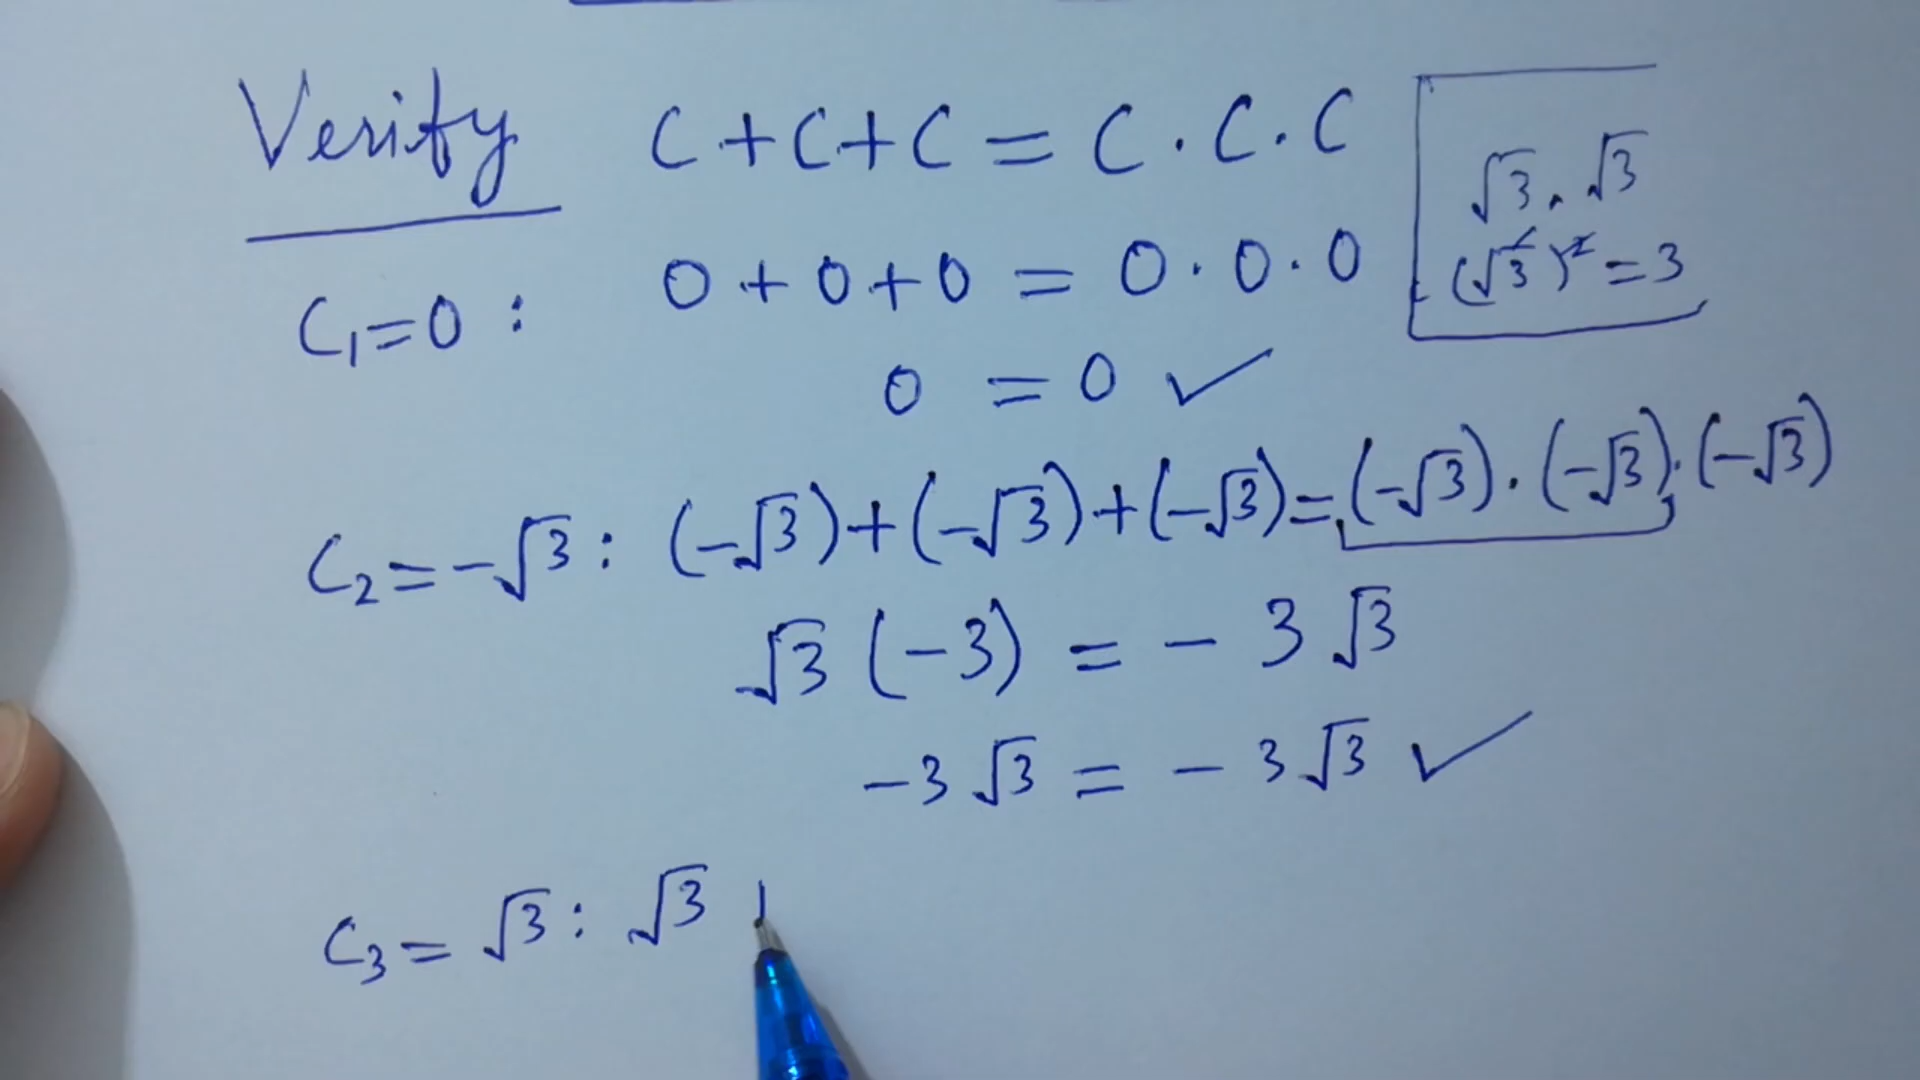 Verify C+C+C = C·C·C
√3 · √3
(√3)² = 3
C₁=0 : 0+0+0 = 0·0·0
0 = 0 ✓
C₂=-√3 : (-√3)+(-√3)+(-√3)=(-√3)·(-√3)·(-√3)
√3 (-3) = - 3 √3
-3 √3 = - 3 √3 ✓
C₃= √3 : √3